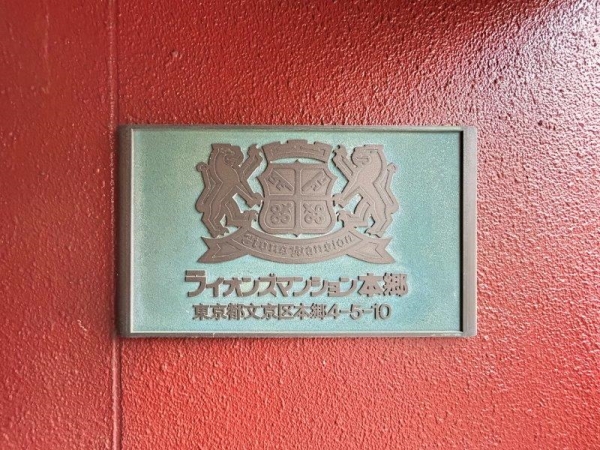 Lions Mansion
ライオンズマンション本郷
東京都文京区本郷4-5-10